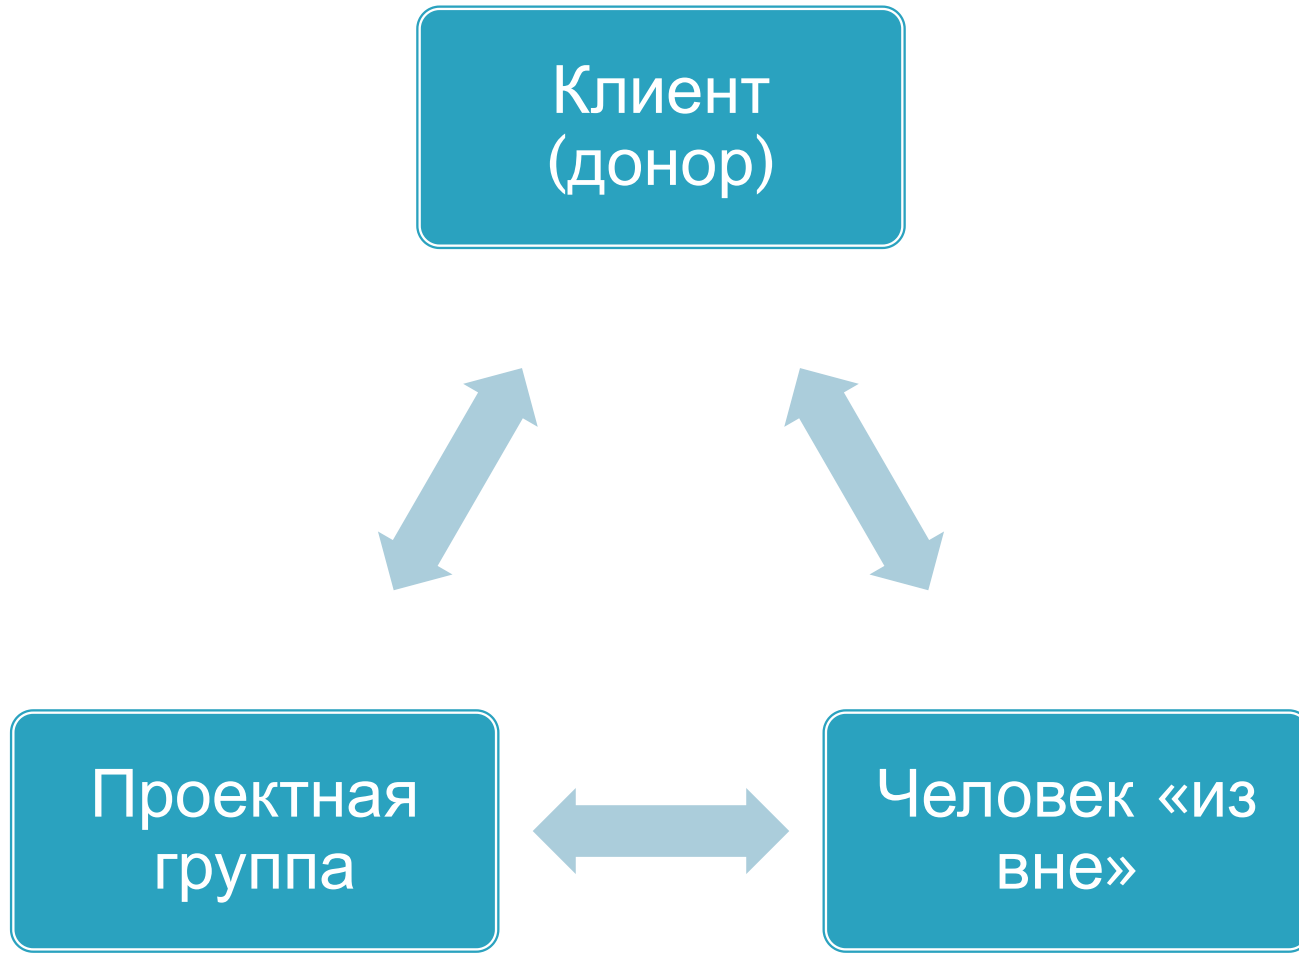 Клиент
(донор)
Проектная
группа
Человек «из
вне»